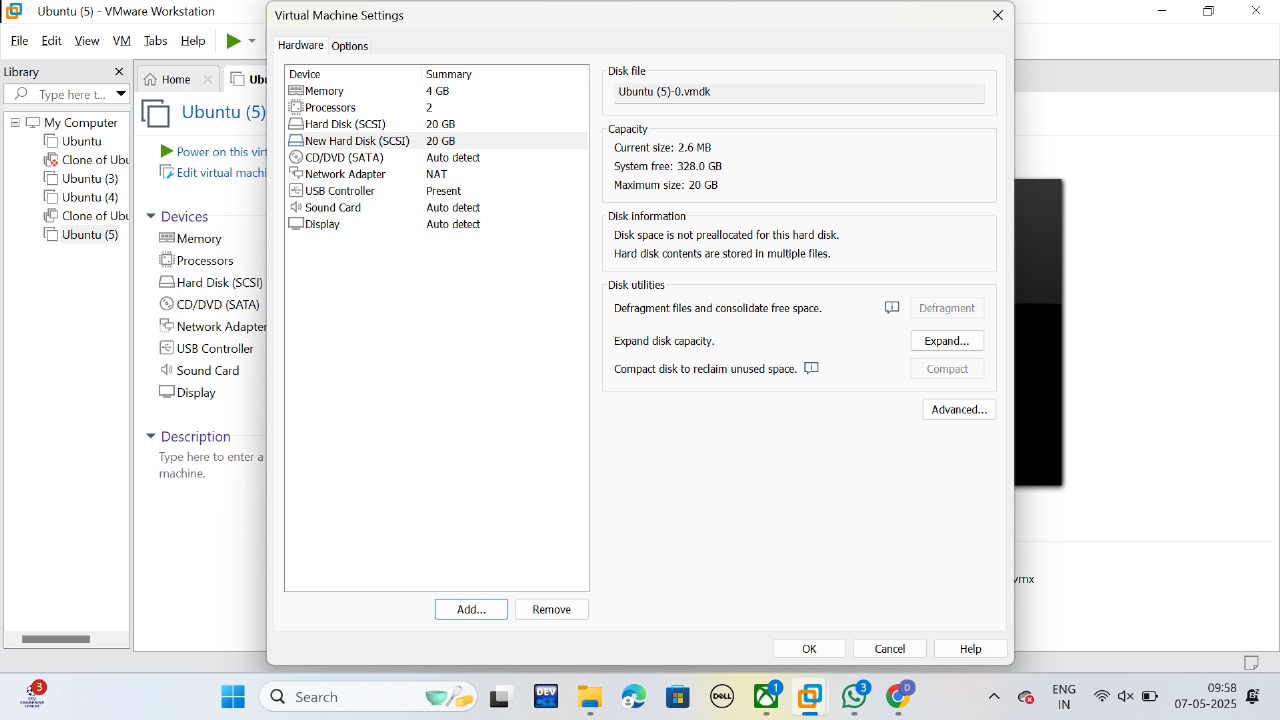 Ubuntu (5) - VMware Workstation
File Edit View VM Tabs Help
Library
Type here t...
My Computer
Ubuntu
Clone of Ubu
Ubuntu (3)
Ubuntu (4)
Clone of Ubu
Ubuntu (5)
Home
Ubu
Ubuntu (5)
Power on this virt
Edit virtual machi
Devices
Memory
Processors
Hard Disk (SCSI)
CD/DVD (SATA)
Network Adapter
USB Controller
Sound Card
Display
Description
Type here to enter a
machine.
Virtual Machine Settings
Hardware Options
Device Summary
Memory 4 GB
Processors 2
Hard Disk (SCSI) 20 GB
New Hard Disk (SCSI) 20 GB
CD/DVD (SATA) Auto detect
Network Adapter NAT
USB Controller Present
Sound Card Auto detect
Display Auto detect
Add... Remove
Disk file
Ubuntu (5)-0.vmdk
Capacity
Current size: 2.6 MB
System free: 328.0 GB
Maximum size: 20 GB
Disk information
Disk space is not preallocated for this hard disk.
Hard disk contents are stored in multiple files.
Disk utilities
Defragment files and consolidate free space. Defragment
Expand disk capacity. Expand...
Compact disk to reclaim unused space. Compact
Advanced...
OK Cancel Help
vmx
3
Search
DEV
DELL
1
3
D
ENG
IN
09:58
07-05-2025